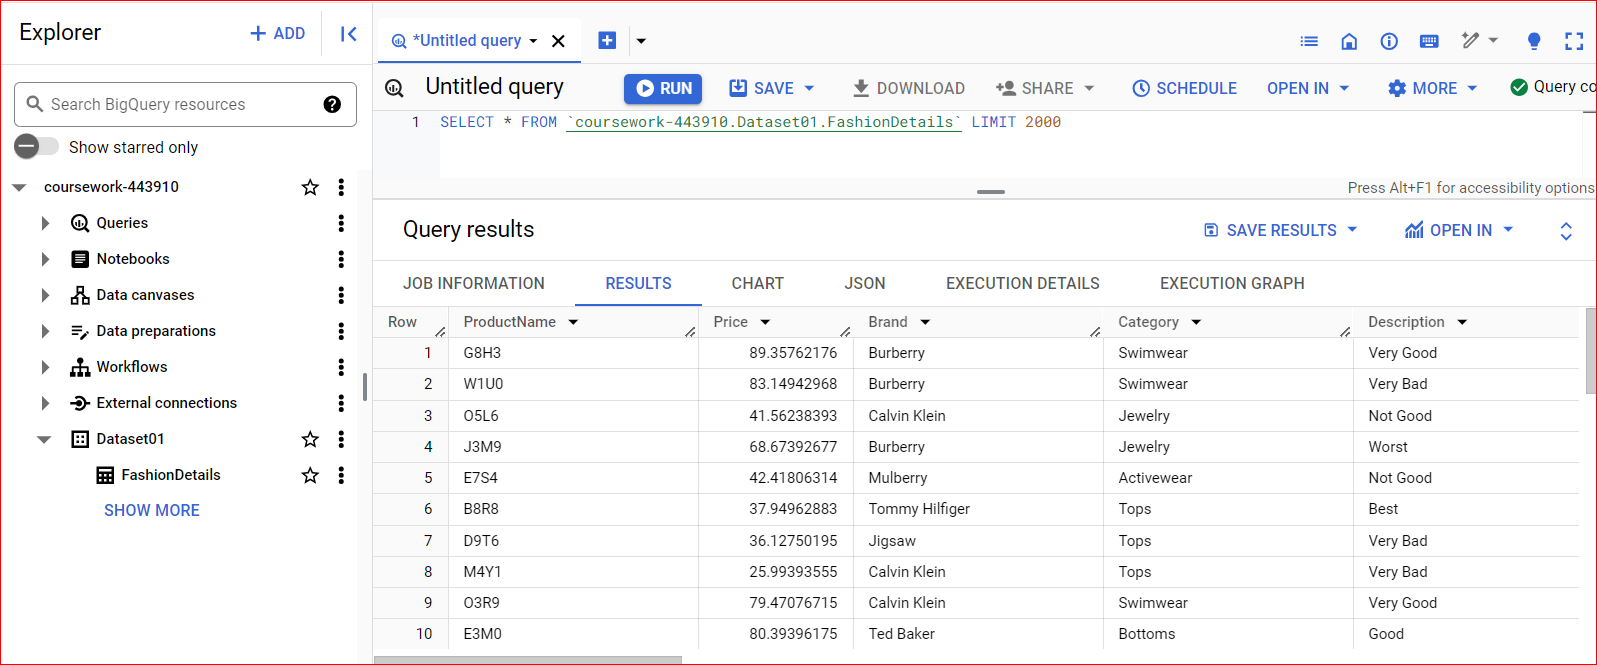 Explorer
+ ADD
Search BigQuery resources
Show starred only
coursework-443910
Queries
Notebooks
Data canvases
Data preparations
Workflows
External connections
Dataset01
FashionDetails
SHOW MORE
*Untitled query
Untitled query
RUN
SAVE
DOWNLOAD
SHARE
SCHEDULE
OPEN IN
MORE
Query co
1 SELECT * FROM `coursework-443910.Dataset01.FashionDetails` LIMIT 2000
Press Alt+F1 for accessibility options
Query results
SAVE RESULTS
OPEN IN
JOB INFORMATION RESULTS CHART JSON EXECUTION DETAILS EXECUTION GRAPH
Row ProductName Price Brand Category Description
1 G8H3 89.35762176 Burberry Swimwear Very Good
2 W1U0 83.14942968 Burberry Swimwear Very Bad
3 O5L6 41.56238393 Calvin Klein Jewelry Not Good
4 J3M9 68.67392677 Burberry Jewelry Worst
5 E7S4 42.41806314 Mulberry Activewear Not Good
6 B8R8 37.94962883 Tommy Hilfiger Tops Best
7 D9T6 36.12750195 Jigsaw Tops Very Bad
8 M4Y1 25.99393555 Calvin Klein Tops Very Bad
9 O3R9 79.47076715 Calvin Klein Swimwear Very Good
10 E3M0 80.39396175 Ted Baker Bottoms Good